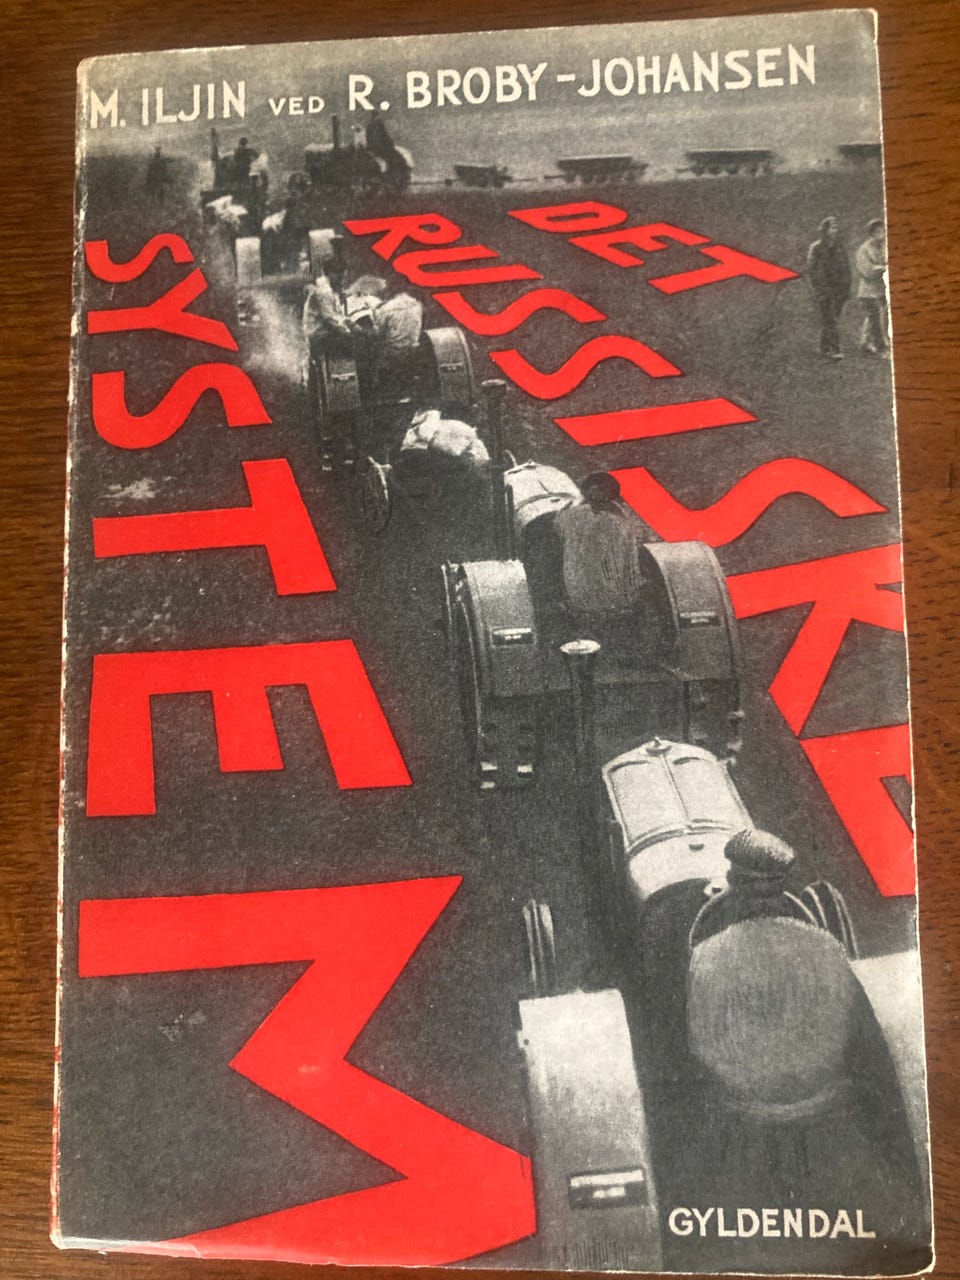 M. ILJIN VED R. BROBY-JOHANSEN
DET
RUSSISKE
SYSTEM
GYLDENDAL